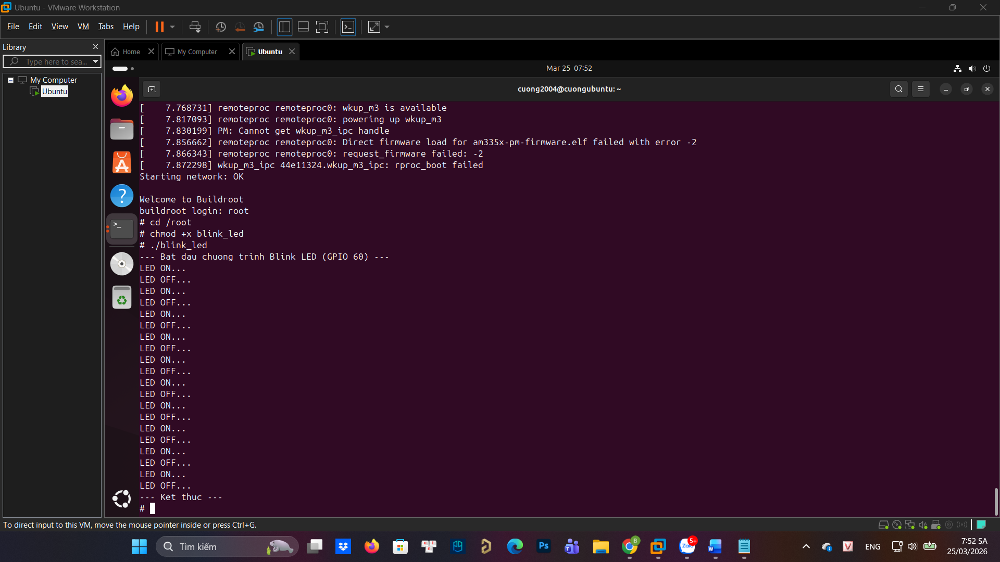 Ubuntu - VMware Workstation
File Edit View VM Tabs Help
Library
Type here to sea...
My Computer
Ubuntu
Home
My Computer
Ubuntu
Mar 25 07:52
cuong2004@cuongubuntu: ~
[    7.768731] remoteproc remoteproc0: wkup_m3 is available
[    7.817093] remoteproc remoteproc0: powering up wkup_m3
[    7.830199] PM: Cannot get wkup_m3_ipc handle
[    7.856662] remoteproc remoteproc0: Direct firmware load for am335x-pm-firmware.elf failed with error -2
[    7.866343] remoteproc remoteproc0: request_firmware failed: -2
[    7.872298] wkup_m3_ipc 44e11324.wkup_m3_ipc: rproc_boot failed
Starting network: OK
Welcome to Buildroot
buildroot login: root
# cd /root
# chmod +x blink_led
# ./blink_led
--- Bat dau chuong trinh Blink LED (GPIO 60) ---
LED ON...
LED OFF...
LED ON...
LED OFF...
LED ON...
LED OFF...
LED ON...
LED OFF...
LED ON...
LED OFF...
LED ON...
LED OFF...
LED ON...
LED OFF...
LED ON...
LED OFF...
LED ON...
LED OFF...
LED ON...
LED OFF...
--- Ket thuc ---
#
To direct input to this VM, move the mouse pointer inside or press Ctrl+G.
Tìm kiếm
Ps
Zalo
5+
B
ENG
7:52 SA
25/03/2026